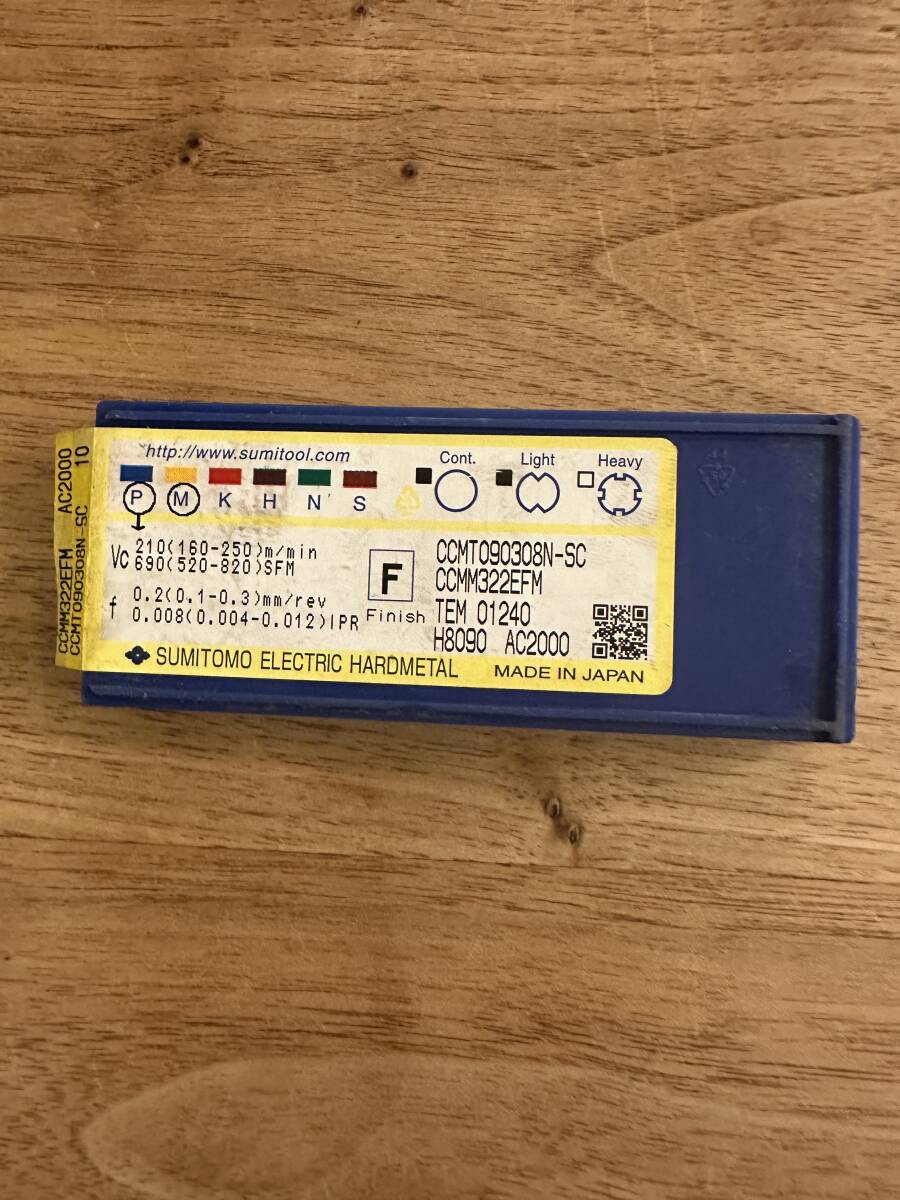 CCMM322EFM AC2000
CCMT090308N-SC 10
http://www.sumitool.com
P M K H N S
Cont. Light Heavy
Vc 210(160-250)m/min
690(520-820)SFM
f 0.2(0.1-0.3)mm/rev
0.008(0.004-0.012)IPR
F
Finish
CCMT090308N-SC
CCMM322EFM
TEM 01240
H8090 AC2000
SUMITOMO ELECTRIC HARDMETAL
MADE IN JAPAN